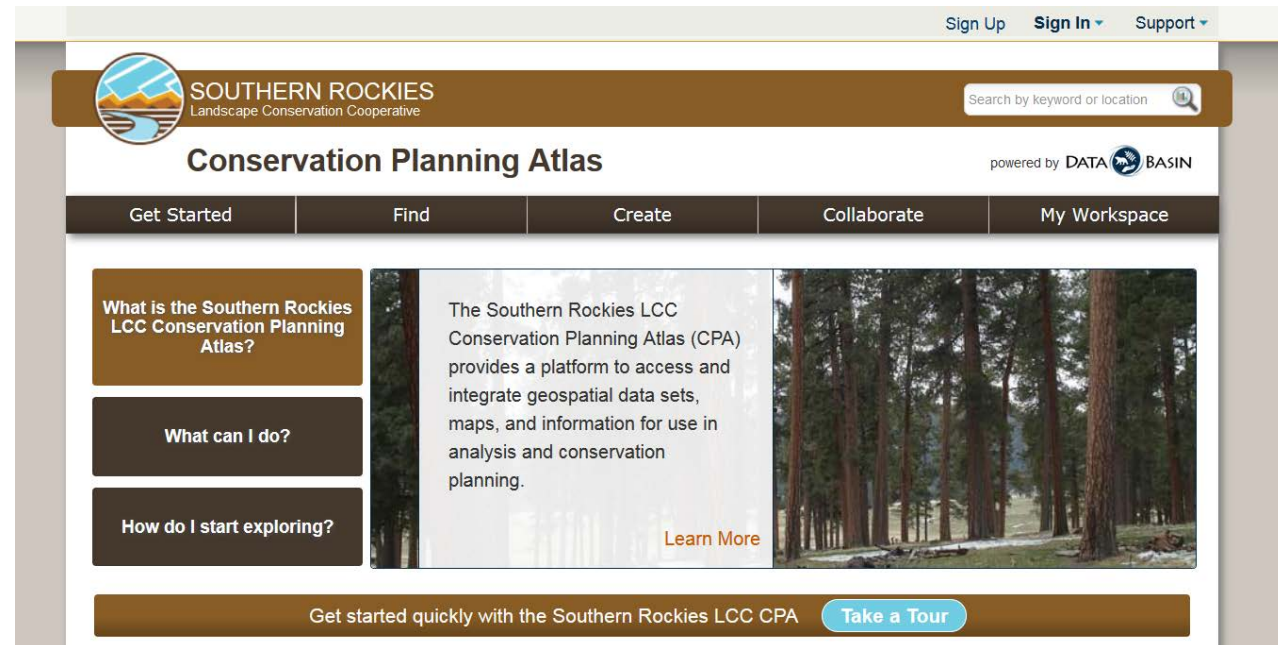 Sign Up Sign In Support
SOUTHERN ROCKIES
Landscape Conservation Cooperative
Search by keyword or location
Conservation Planning Atlas
powered by DATA BASIN
Get Started Find Create Collaborate My Workspace
What is the Southern Rockies
LCC Conservation Planning
Atlas?
What can I do?
How do I start exploring?
The Southern Rockies LCC
Conservation Planning Atlas (CPA)
provides a platform to access and
integrate geospatial data sets,
maps, and information for use in
analysis and conservation
planning.
Learn More
Get started quickly with the Southern Rockies LCC CPA Take a Tour